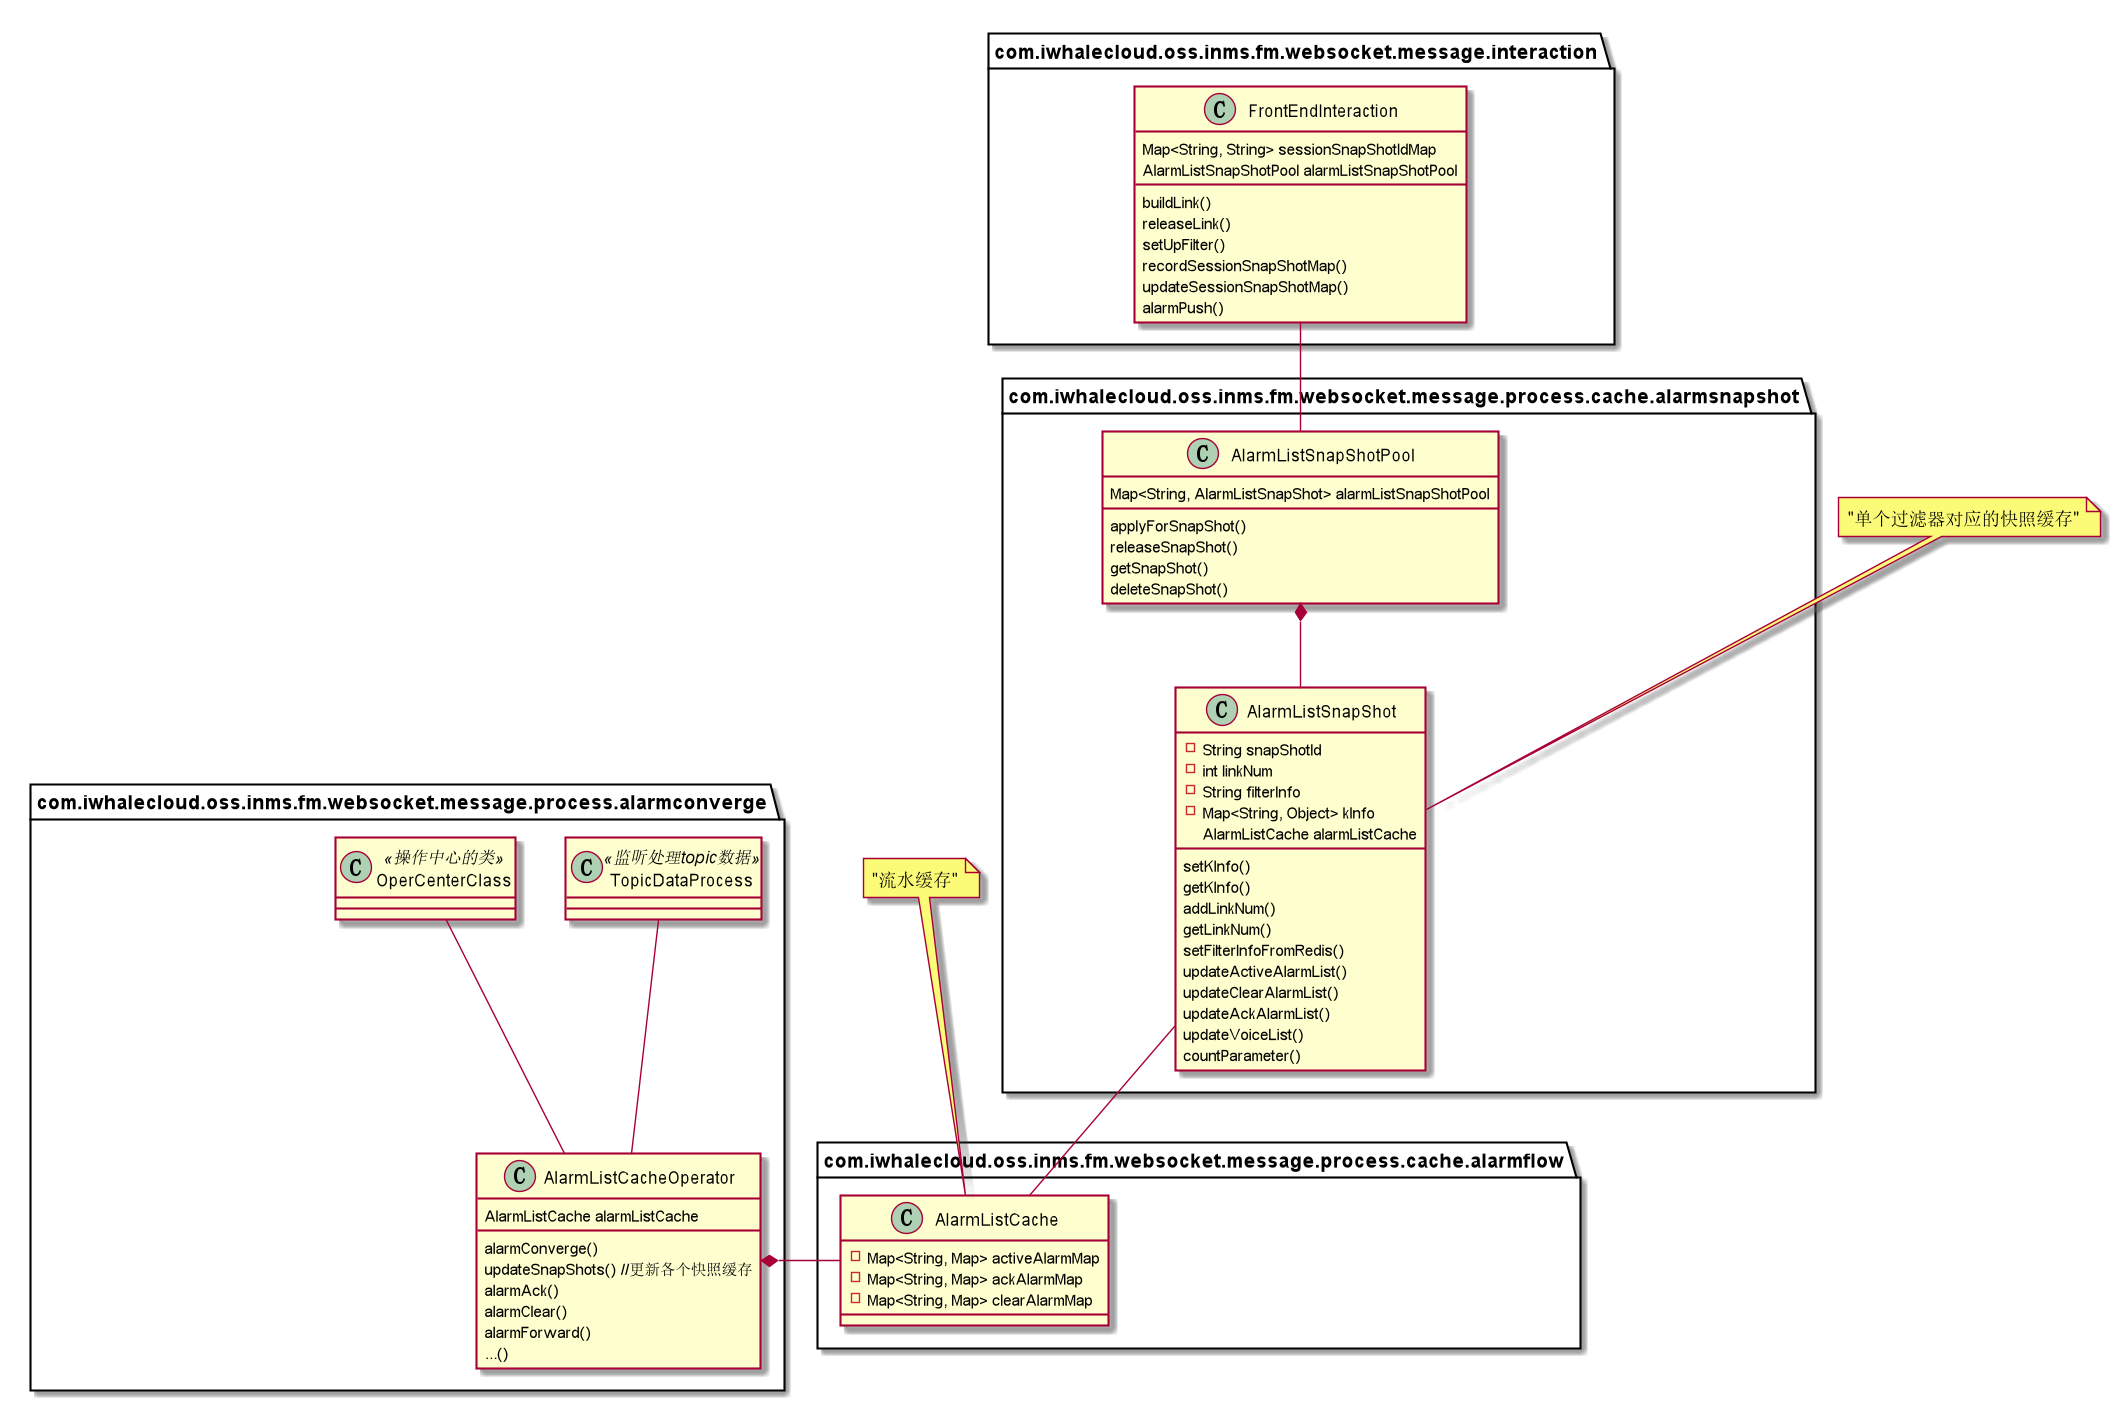 com.iwhalecloud.oss.inms.fm.websocket.message.interaction
C FrontEndInteraction
Map<String, String> sessionSnapShotIdMap
AlarmListSnapShotPool alarmListSnapShotPool
buildLink()
releaseLink()
setUpFilter()
recordSessionSnapShotMap()
updateSessionSnapShotMap()
alarmPush()
com.iwhalecloud.oss.inms.fm.websocket.message.process.cache.alarmsnapshot
C AlarmListSnapShotPool
Map<String, AlarmListSnapShot> alarmListSnapShotPool
applyForSnapShot()
releaseSnapShot()
getSnapShot()
deleteSnapShot()
"单个过滤器对应的快照缓存"
C AlarmListSnapShot
String snapShotId
int linkNum
String filterInfo
Map<String, Object> kInfo
AlarmListCache alarmListCache
setKInfo()
getKInfo()
addLinkNum()
getLinkNum()
setFilterInfoFromRedis()
updateActiveAlarmList()
updateClearAlarmList()
updateAckAlarmList()
updateVoiceList()
countParameter()
com.iwhalecloud.oss.inms.fm.websocket.message.process.alarmconverge
«操作中心的类»
C OperCenterClass
«监听处理topic数据»
C TopicDataProcess
"流水缓存"
C AlarmListCacheOperator
AlarmListCache alarmListCache
alarmConverge()
updateSnapShots() //更新各个快照缓存
alarmAck()
alarmClear()
alarmForward()
...()
com.iwhalecloud.oss.inms.fm.websocket.message.process.cache.alarmflow
C AlarmListCache
Map<String, Map> activeAlarmMap
Map<String, Map> ackAlarmMap
Map<String, Map> clearAlarmMap